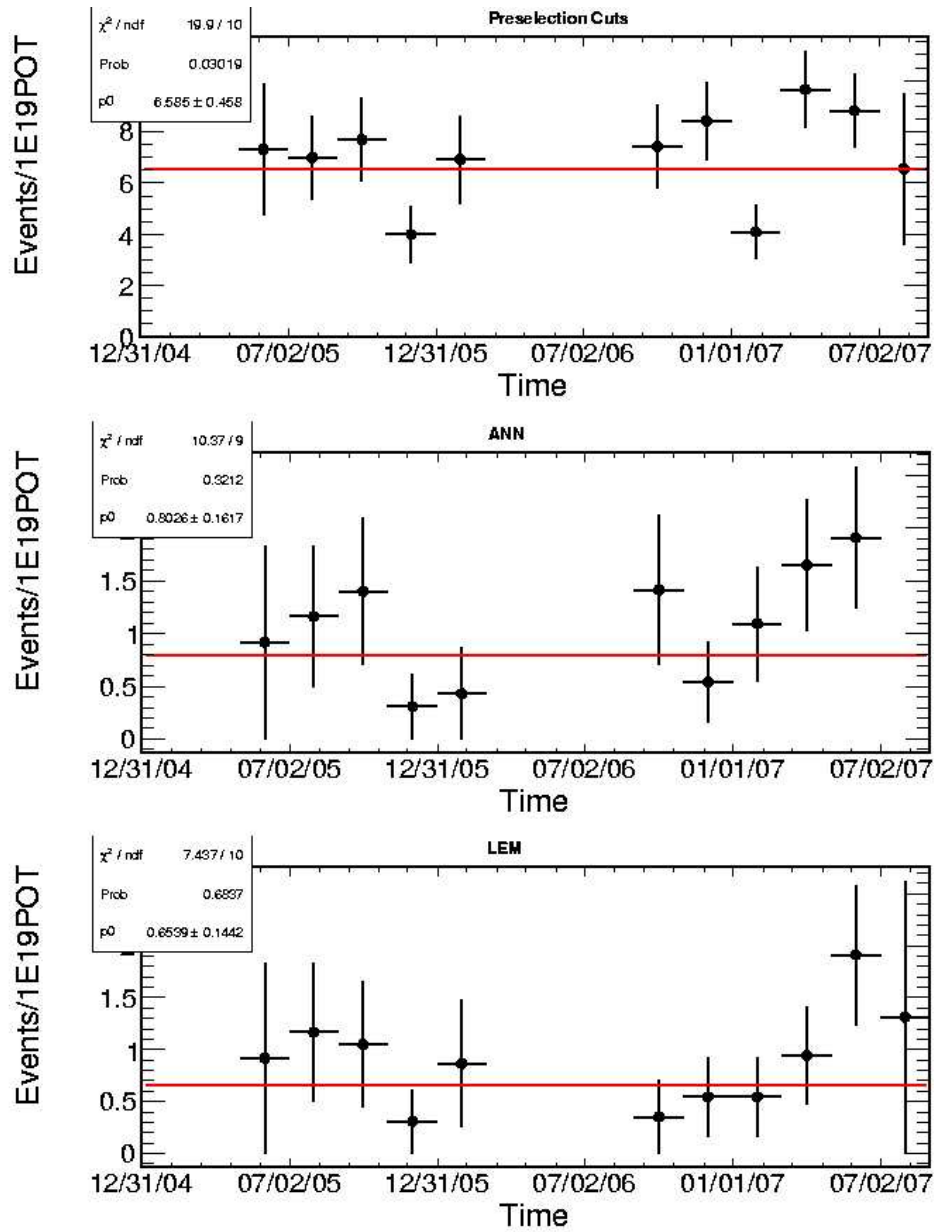 Preselection Cuts
χ² / ndf 19.9 / 10
Prob 0.03019
p0 6.585 ± 0.458
Events/1E19POT
8
6
4
2
0
12/31/04 07/02/05 12/31/05 07/02/06 01/01/07 07/02/07
Time
ANN
χ² / ndf 10.37 / 9
Prob 0.3212
p0 0.8026 ± 0.1617
Events/1E19POT
1.5
1
0.5
0
12/31/04 07/02/05 12/31/05 07/02/06 01/01/07 07/02/07
Time
LEM
χ² / ndf 7.437 / 10
Prob 0.6837
p0 0.6539 ± 0.1442
Events/1E19POT
1.5
1
0.5
0
12/31/04 07/02/05 12/31/05 07/02/06 01/01/07 07/02/07
Time